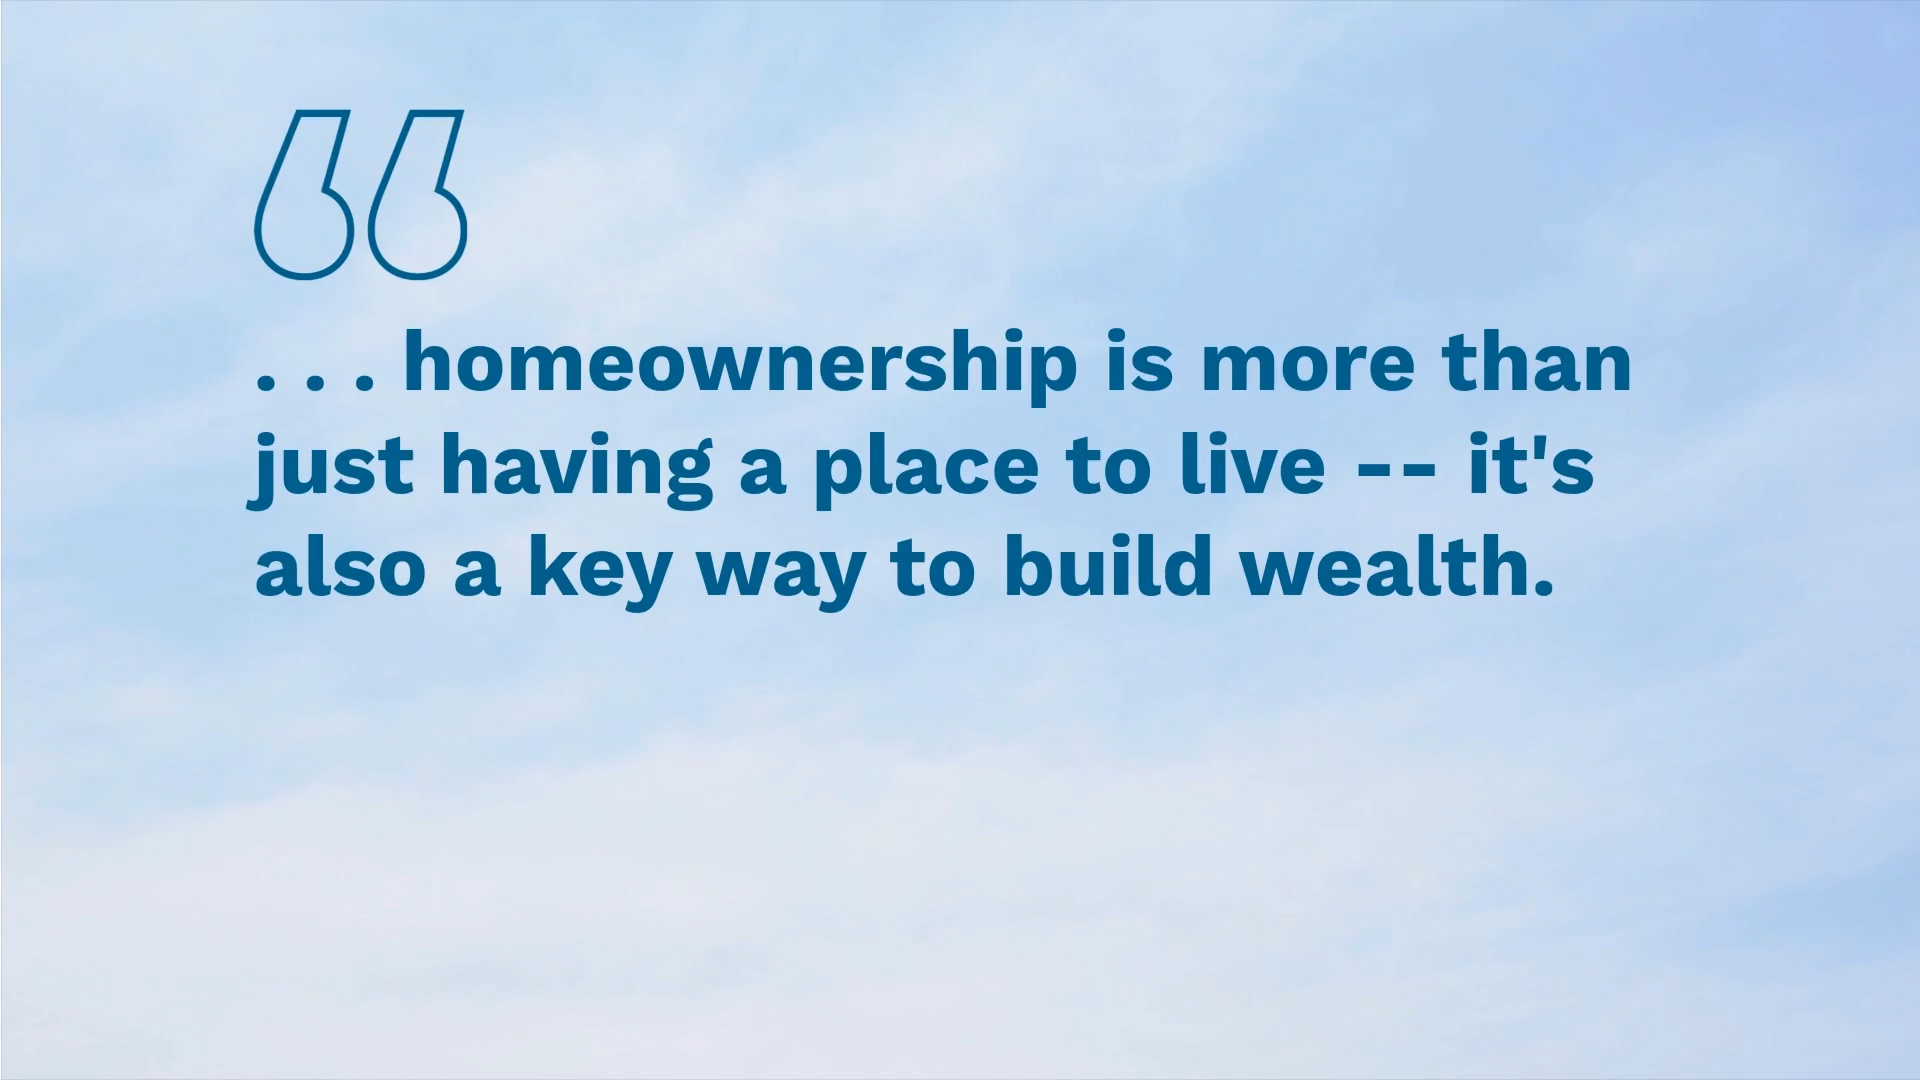 “
. . . homeownership is more than
just having a place to live -- it's
also a key way to build wealth.